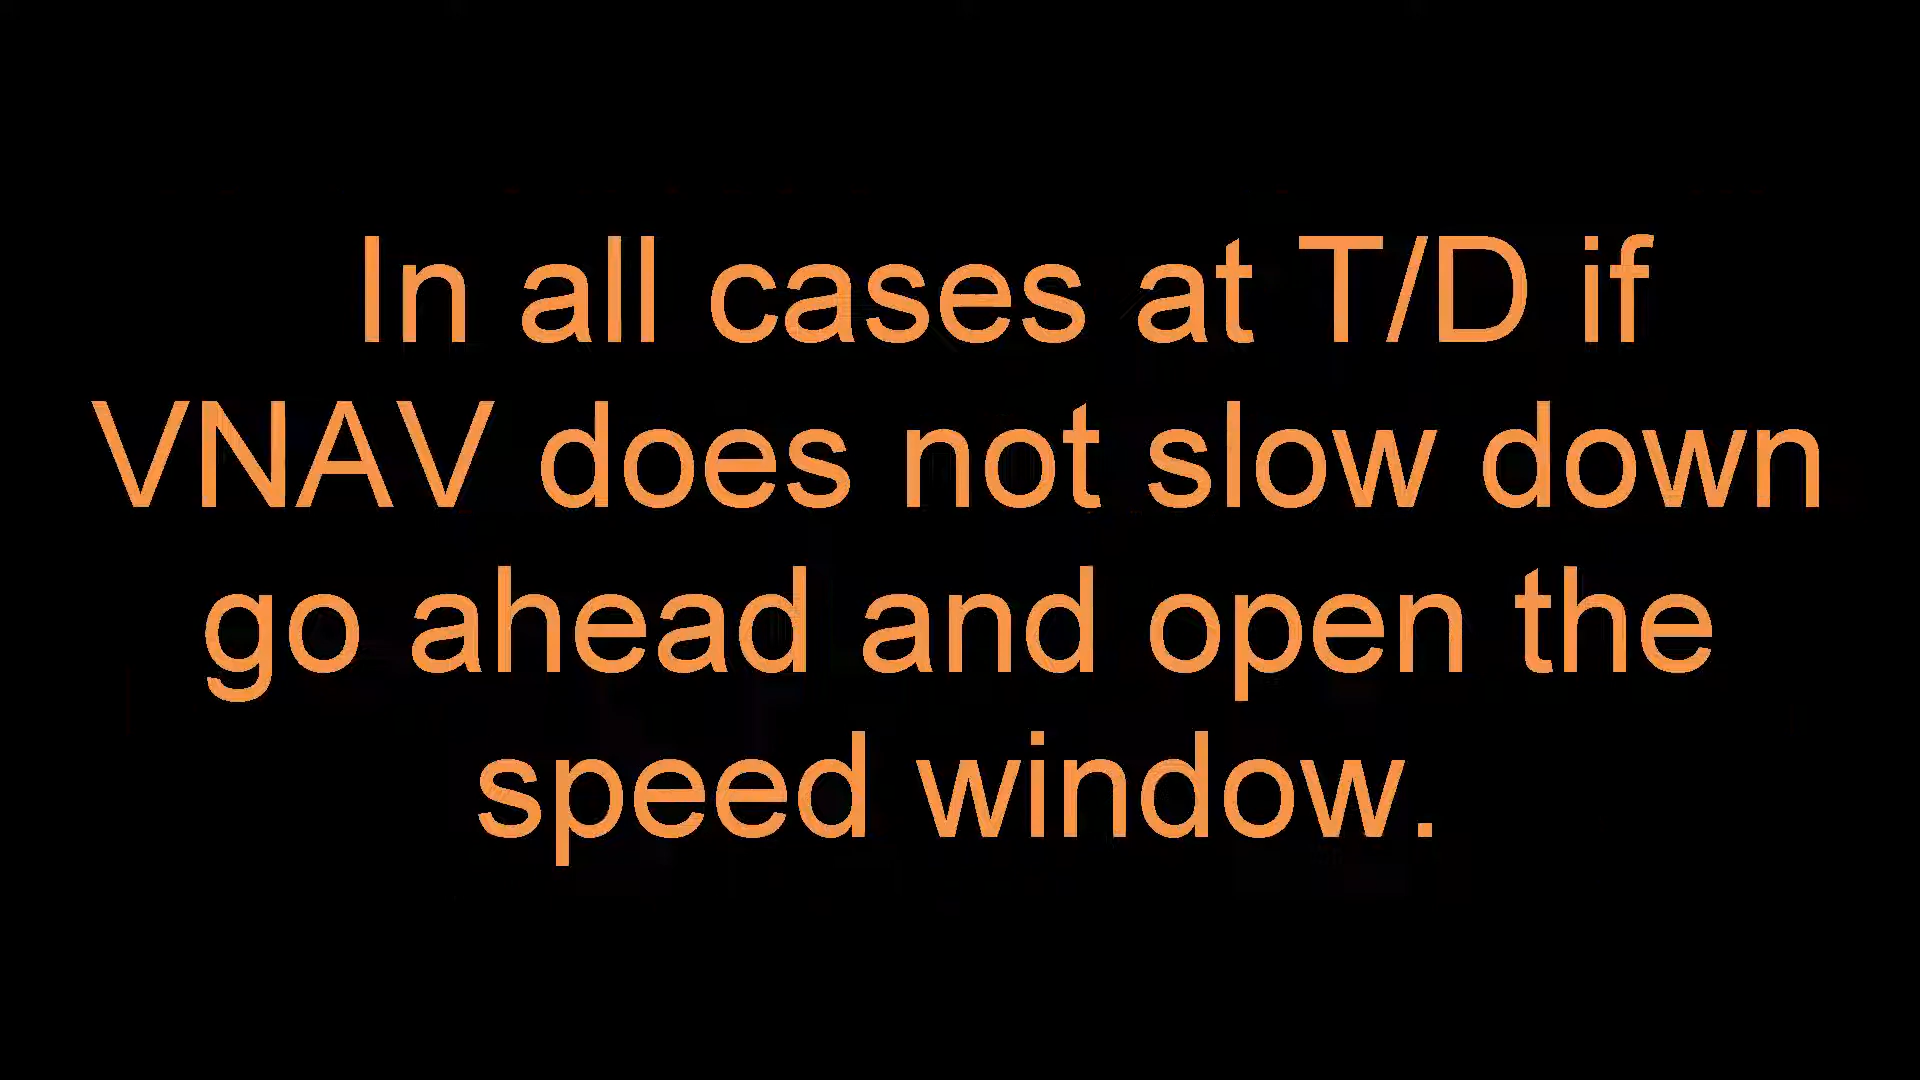 In all cases at T/D if
VNAV does not slow down
go ahead and open the
speed window.